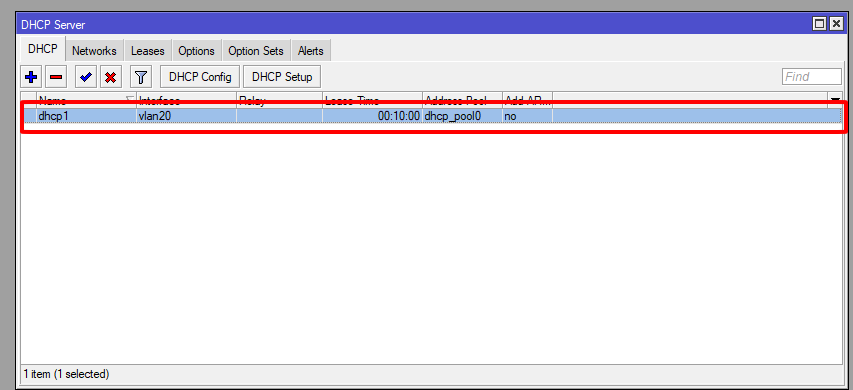 DHCP Server
DHCP Networks Leases Options Option Sets Alerts
DHCP Config DHCP Setup Find
Name Interface Relay Lease Time Address Pool Add AR...
dhcp1 vlan20 00:10:00 dhcp_pool0 no
1 item (1 selected)